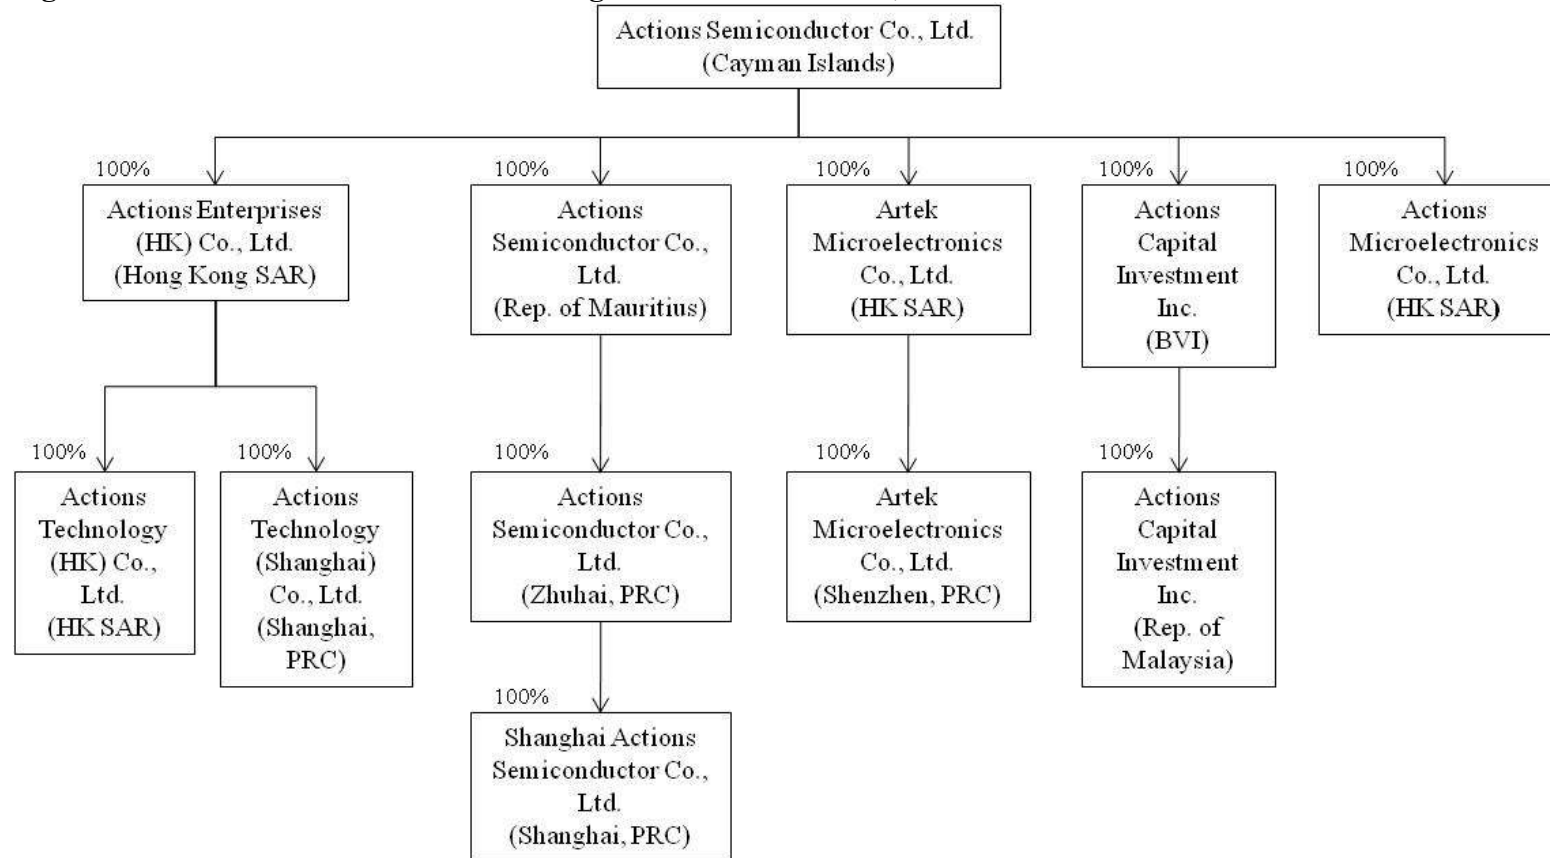 Actions Semiconductor Co., Ltd.
(Cayman Islands)
100%
Actions Enterprises
(HK) Co., Ltd.
(Hong Kong SAR)
100%
Actions
Semiconductor Co.,
Ltd.
(Rep. of Mauritius)
100%
Artek
Microelectronics
Co., Ltd.
(HK SAR)
100%
Actions
Capital
Investment
Inc.
(BVI)
100%
Actions
Microelectronics
Co., Ltd.
(HK SAR)
100%
Actions
Technology
(HK) Co.,
Ltd.
(HK SAR)
100%
Actions
Technology
(Shanghai)
Co., Ltd.
(Shanghai,
PRC)
100%
Actions
Semiconductor Co.,
Ltd.
(Zhuhai, PRC)
100%
Artek
Microelectronics
Co., Ltd.
(Shenzhen, PRC)
100%
Actions
Capital
Investment
Inc.
(Rep. of
Malaysia)
100%
Shanghai Actions
Semiconductor Co.,
Ltd.
(Shanghai, PRC)